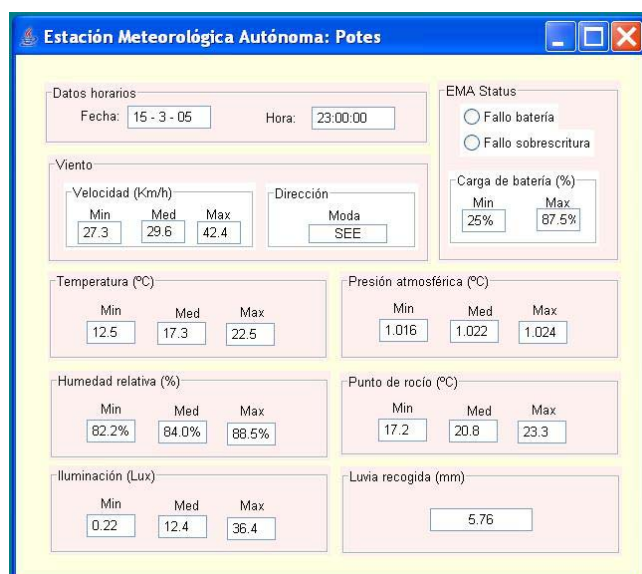 Estación Meteorológica Autónoma: Potes
Datos horarios
Fecha: 15 - 3 - 05 Hora: 23:00:00
EMA Status
Fallo batería
Fallo sobrescritura
Carga de batería (%)
Min Max
25% 87.5%
Viento
Velocidad (Km/h)
Min Med Max
27.3 29.6 42.4
Dirección
Moda
SEE
Temperatura (ºC)
Min Med Max
12.5 17.3 22.5
Presión atmosférica (ºC)
Min Med Max
1.016 1.022 1.024
Humedad relativa (%)
Min Med Max
82.2% 84.0% 88.5%
Punto de rocío (ºC)
Min Med Max
17.2 20.8 23.3
Iluminación (Lux)
Min Med Max
0.22 12.4 36.4
Luvia recogida (mm)
5.76